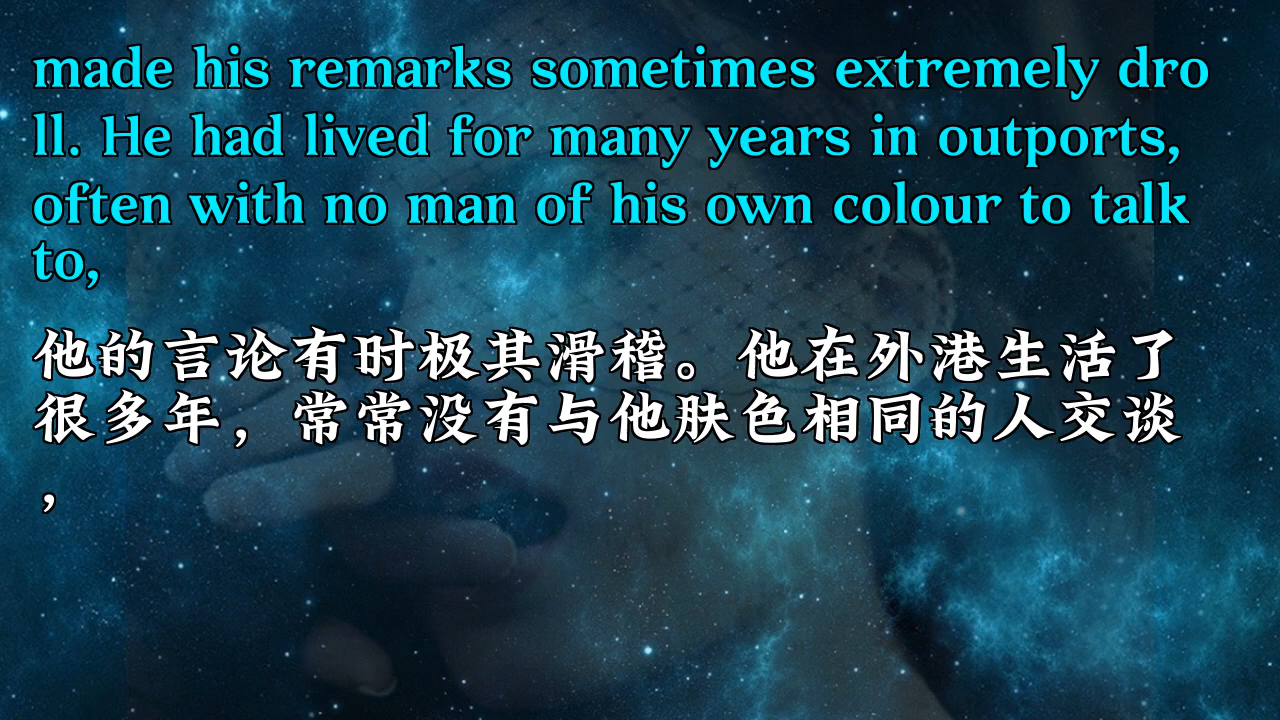 made his remarks sometimes extremely dro
ll. He had lived for many years in outports,
often with no man of his own colour to talk
to,
他的言论有时极其滑稽。他在外港生活了
很多年，常常没有与他肤色相同的人交谈
，